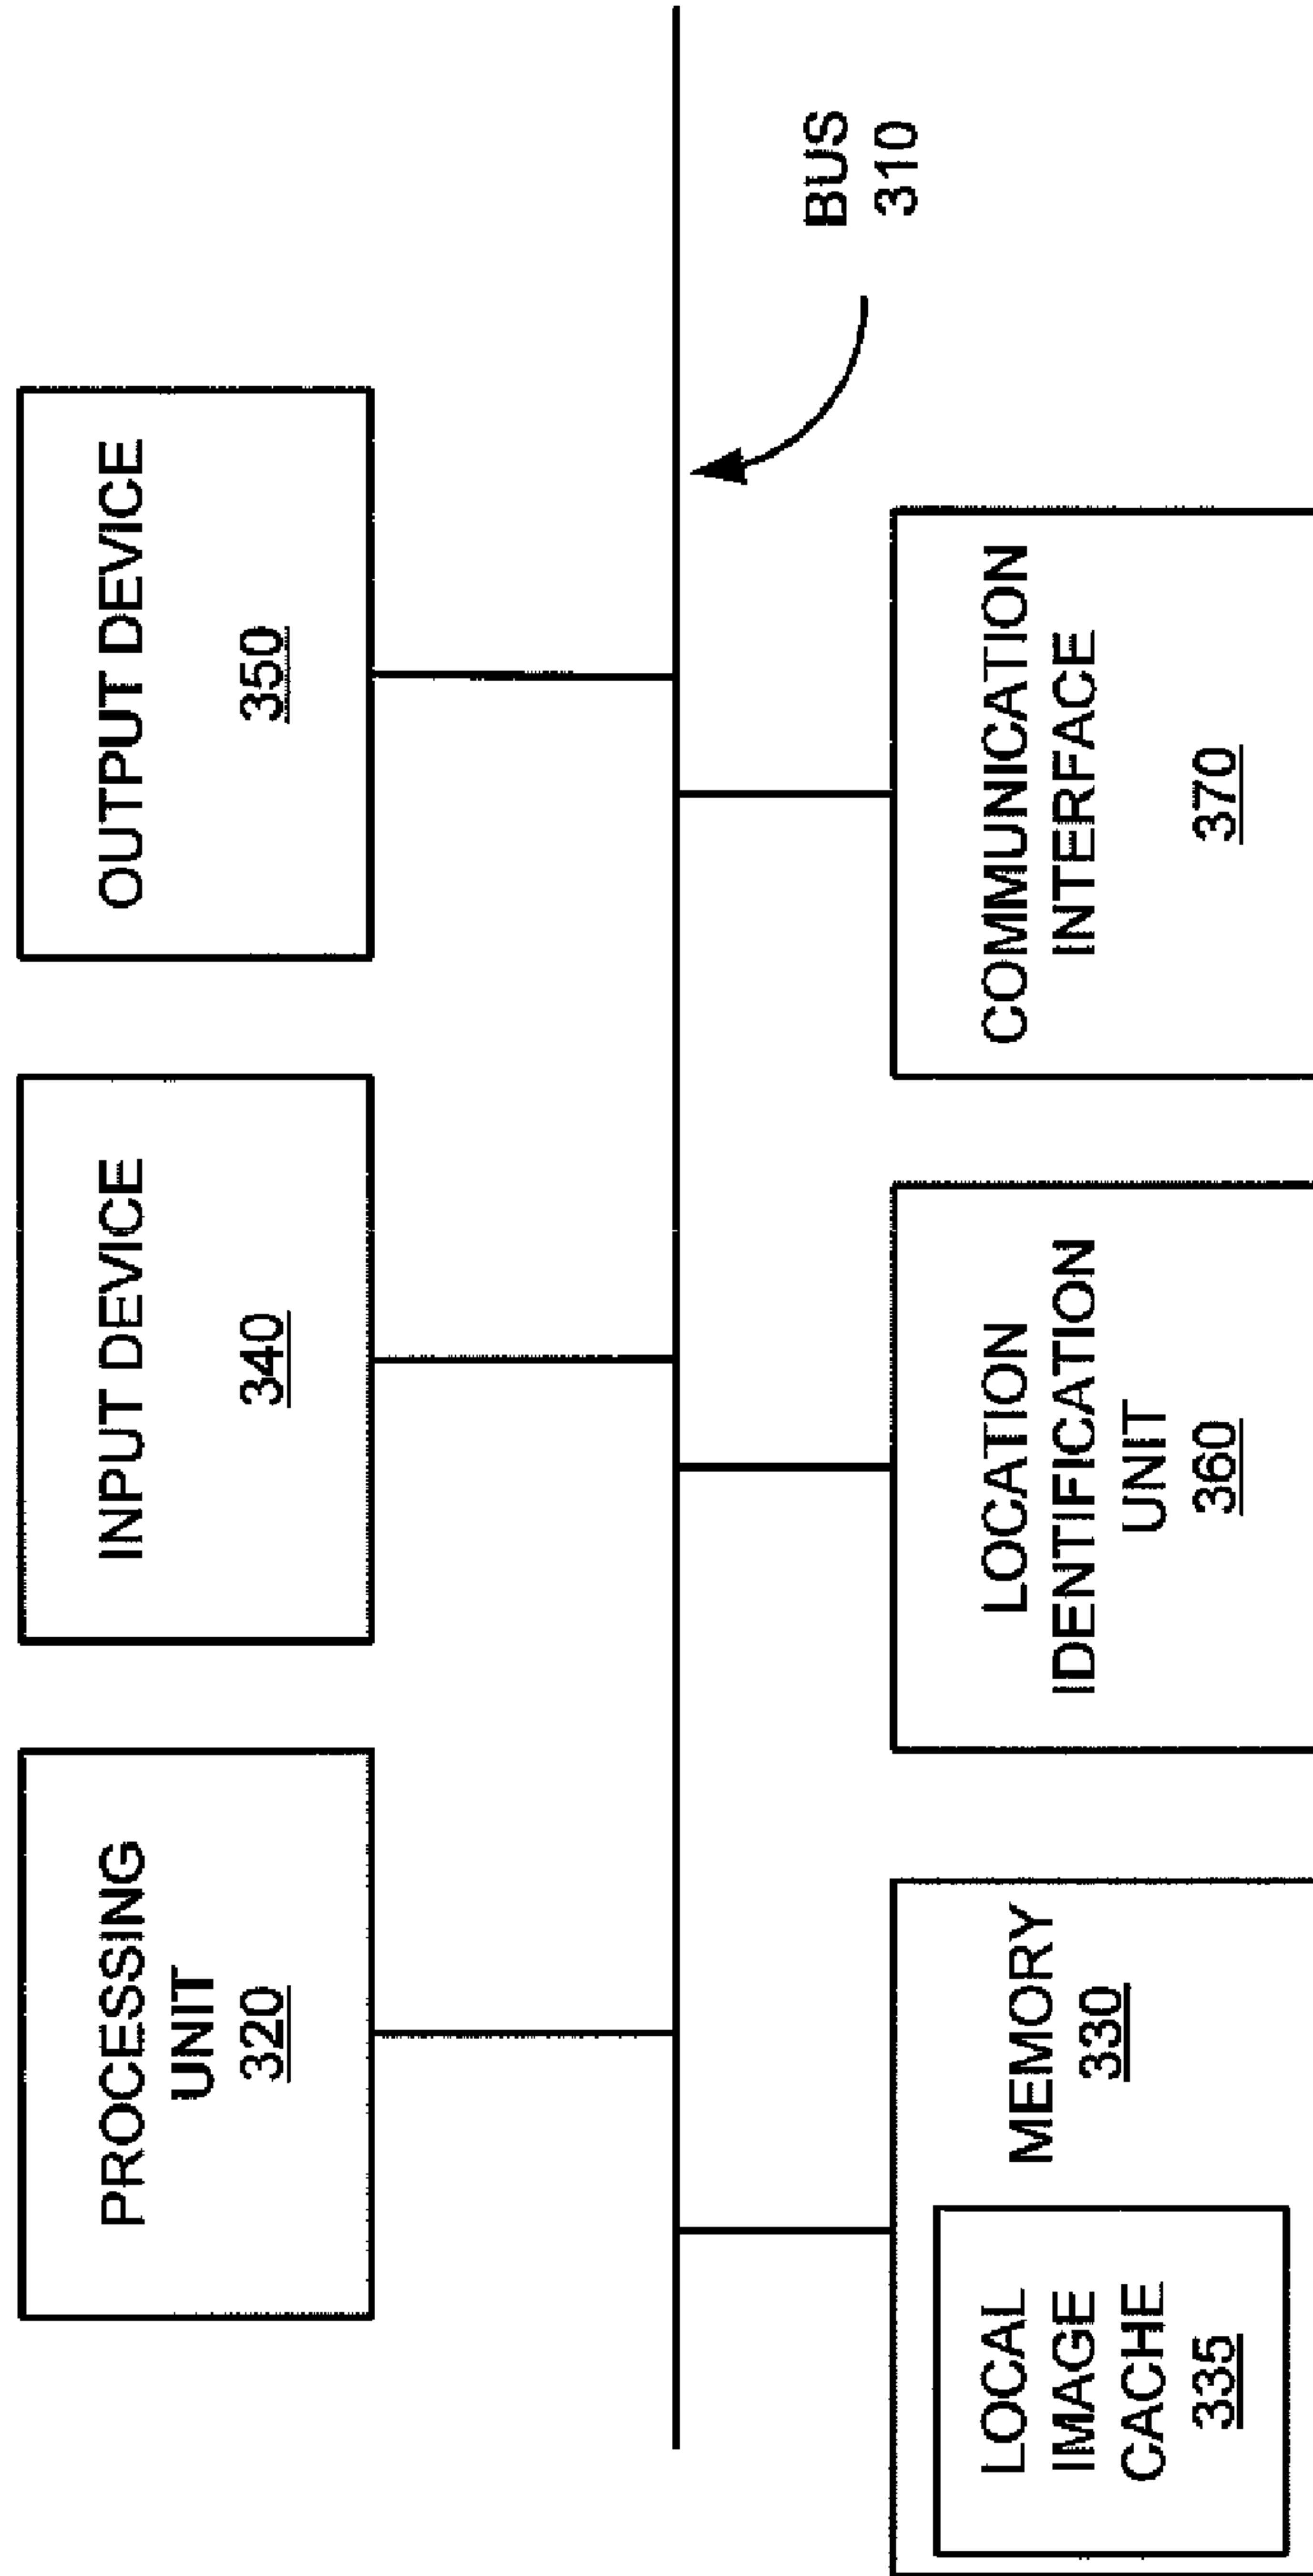 PROCESSING
UNIT
320
INPUT DEVICE
340
OUTPUT DEVICE
350
BUS
310
LOCAL
IMAGE
CACHE
335
MEMORY
330
LOCATION
IDENTIFICATION
UNIT
360
COMMUNICATION
INTERFACE
370